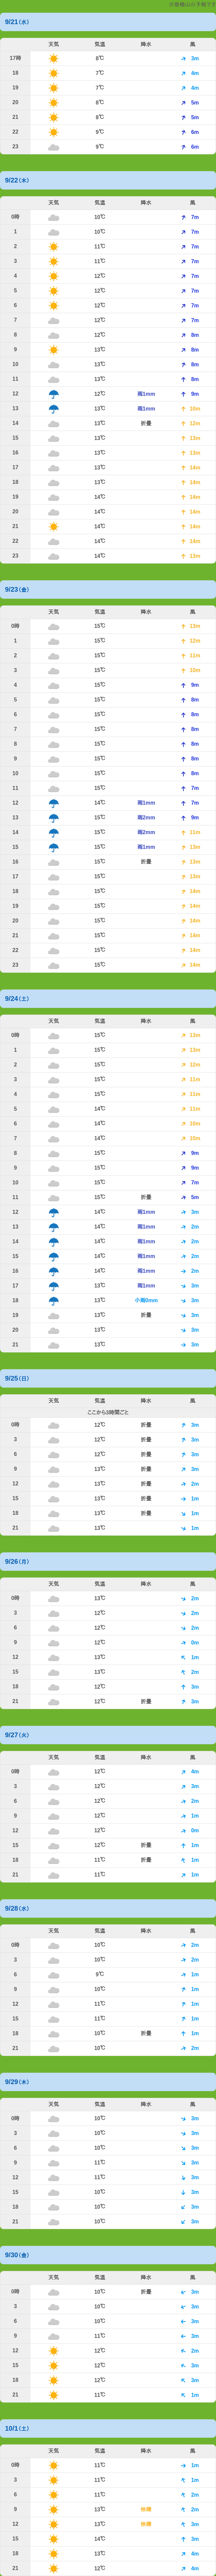 9/21(水)
天気 気温 降水 風
17時 8℃ 3m
18 7℃ 4m
19 7℃ 4m
20 8℃ 5m
21 8℃ 5m
22 9℃ 6m
23 9℃ 6m
9/22(木)
天気 気温 降水 風
0時 10℃ 7m
1 10℃ 7m
2 11℃ 7m
3 11℃ 7m
4 12℃ 7m
5 12℃ 7m
6 12℃ 7m
7 12℃ 7m
8 12℃ 8m
9 13℃ 8m
10 13℃ 8m
11 13℃ 8m
12 12℃ 雨1mm 9m
13 13℃ 雨1mm 10m
14 13℃ 折畳 12m
15 13℃ 13m
16 13℃ 13m
17 13℃ 14m
18 13℃ 14m
19 14℃ 14m
20 14℃ 14m
21 14℃ 14m
22 14℃ 14m
23 14℃ 13m
9/23(金)
天気 気温 降水 風
0時 15℃ 13m
1 15℃ 12m
2 15℃ 11m
3 15℃ 10m
4 15℃ 9m
5 15℃ 8m
6 15℃ 8m
7 15℃ 8m
8 15℃ 8m
9 15℃ 8m
10 15℃ 8m
11 15℃ 7m
12 14℃ 雨1mm 7m
13 15℃ 雨2mm 9m
14 15℃ 雨2mm 11m
15 15℃ 雨1mm 13m
16 15℃ 折畳 12m
17 15℃ 13m
18 15℃ 14m
19 15℃ 14m
20 15℃ 14m
21 15℃ 14m
22 15℃ 14m
23 15℃ 14m
9/24(土)
天気 気温 降水 風
0時 15℃ 13m
1 15℃ 13m
2 15℃ 12m
3 15℃ 11m
4 15℃ 11m
5 14℃ 11m
6 14℃ 10m
7 14℃ 10m
8 15℃ 9m
9 15℃ 9m
10 15℃ 7m
11 15℃ 折畳 5m
12 14℃ 雨1mm 3m
13 14℃ 雨1mm 2m
14 14℃ 雨1mm 2m
15 14℃ 雨1mm 2m
16 14℃ 雨1mm 2m
17 13℃ 雨1mm 3m
18 13℃ 小雨0mm 3m
19 13℃ 折畳 3m
20 13℃ 3m
21 13℃ 3m
9/25(日)
天気 気温 降水 風
ここから3時間ごと
0時 12℃ 折畳 3m
3 12℃ 折畳 3m
6 12℃ 折畳 3m
9 13℃ 折畳 3m
12 13℃ 折畳 2m
15 13℃ 折畳 1m
18 13℃ 折畳 1m
21 13℃ 1m
9/26(月)
天気 気温 降水 風
0時 13℃ 2m
3 12℃ 2m
6 12℃ 2m
9 12℃ 0m
12 13℃ 1m
15 13℃ 2m
18 12℃ 3m
21 12℃ 折畳 3m
9/27(火)
天気 気温 降水 風
0時 12℃ 4m
3 12℃ 3m
6 12℃ 2m
9 12℃ 1m
12 12℃ 0m
15 12℃ 折畳 1m
18 11℃ 折畳 1m
21 11℃ 1m
9/28(水)
天気 気温 降水 風
0時 10℃ 2m
3 10℃ 2m
6 9℃ 1m
9 10℃ 1m
12 11℃ 1m
15 11℃ 1m
18 10℃ 折畳 1m
21 10℃ 2m
9/29(木)
天気 気温 降水 風
0時 10℃ 3m
3 10℃ 3m
6 10℃ 3m
9 11℃ 3m
12 11℃ 3m
15 10℃ 3m
18 10℃ 3m
21 10℃ 3m
9/30(金)
天気 気温 降水 風
0時 10℃ 折畳 3m
3 10℃ 3m
6 10℃ 3m
9 11℃ 3m
12 12℃ 2m
15 12℃ 3m
18 12℃ 3m
21 11℃ 1m
10/1(土)
天気 気温 降水 風
0時 11℃ 1m
3 11℃ 1m
6 11℃ 2m
9 13℃ 快晴 2m
12 13℃ 快晴 3m
15 14℃ 3m
18 13℃ 4m
21 12℃ 4m